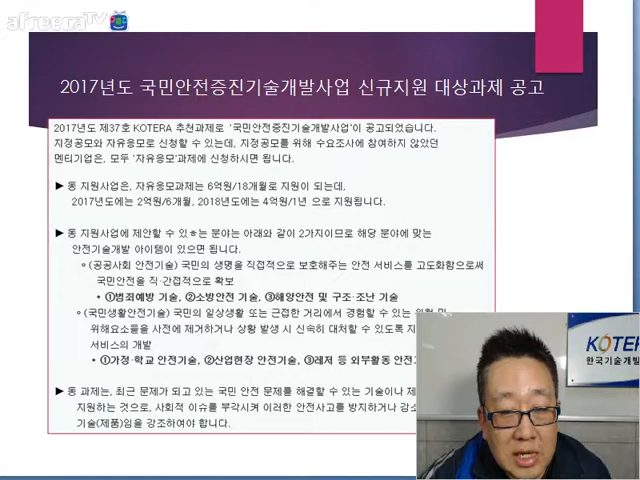 afreecaTV
2017년도 국민안전증진기술개발사업 신규지원 대상과제 공고
2017년도 제37호 KOTERA 추천과제로 '국민안전증진기술개발사업'이 공고되었습니다.
지정공모와 자유응모로 신청할 수 있는데, 지정공모를 위해 수요조사에 참여하지 않았던
멘티기업은, 모두 '자유응모'과제에 신청하시면 됩니다.
▶ 동 지원사업은, 자유응모과제는 6억원/18개월로 지원이 되는데,
2017년도에는 2억원/6개월, 2018년도에는 4억원/1년 으로 지원됩니다.
▶ 동 지원사업에 제안할 수 있ㅎ는 분야는 아래와 같이 2가지이므로 해당 분야에 맞는
안전기술개발 아이템이 있으면 됩니다.
○(공공사회 안전기술) 국민의 생명을 직접적으로 보호해주는 안전 서비스를 고도화함으로써
국민안전을 직·간접적으로 확보
• ①범죄예방 기술, ②소방안전 기술, ③해양안전 및 구조·조난 기술
○(국민생활안전기술) 국민의 일상생활 또는 근접한 거리에서 경험할 수 있는 위험 및
위해요소들을 사전에 제거하거나 상황 발생 시 신속히 대처할 수 있도록
서비스의 개발
• ①가정·학교 안전기술, ②산업현장 안전기술, ③레저 등 외부활동 안전
▶ 동 과제는, 최근 문제가 되고 있는 국민 안전 문제를 해결할 수 있는 기술이나
지원하는 것으로, 사회적 이슈를 부각시켜 이러한 안전사고를 방지하거나 감소
기술(제품)임을 강조하여야 합니다.
KOTER
한국기술개발